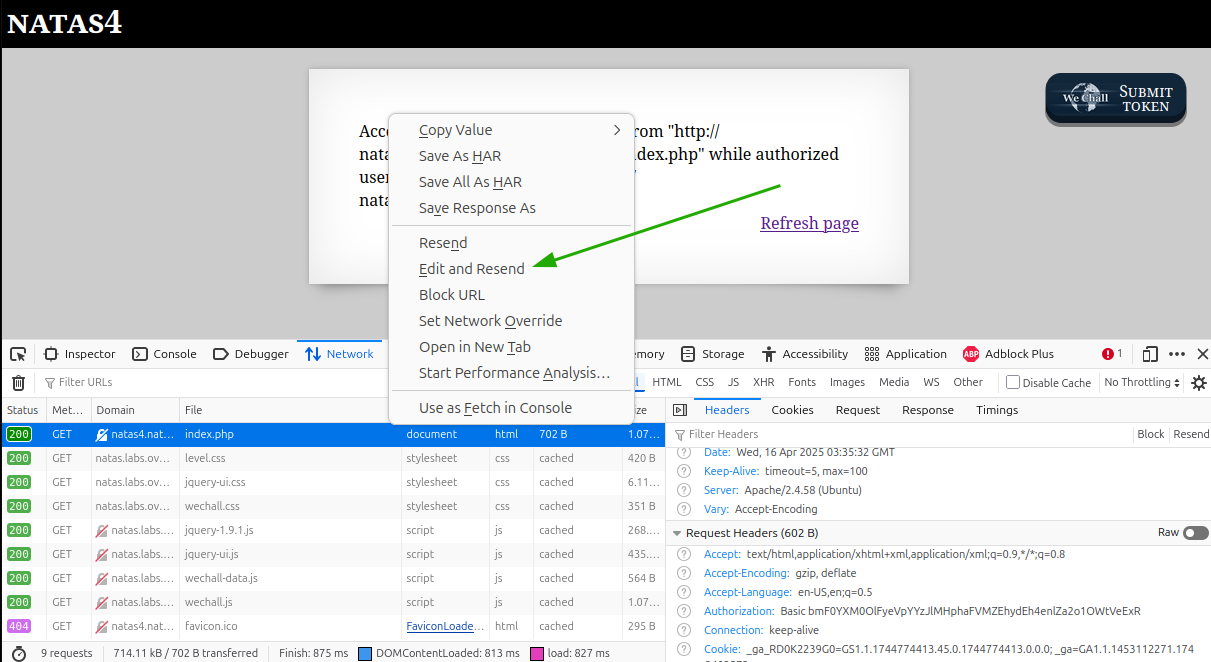 NATAS4
We Chall
SUBMIT
TOKEN
Acce
rom "http://
nata
dex.php" while authorized
user
nata
Refresh page
Copy Value
Save As HAR
Save All As HAR
Save Response As
Resend
Edit and Resend
Block URL
Set Network Override
Open in New Tab
Start Performance Analysis…
Use as Fetch in Console
Inspector Console Debugger Network mory Storage Accessibility Application ABP Adblock Plus 1
Filter URLs l HTML CSS JS XHR Fonts Images Media WS Other Disable Cache No Throttling
Status Met… Domain File ze Headers Cookies Request Response Timings
200 GET natas4.nat… index.php document html 702 B 1.07…
200 GET natas.labs.ov… level.css stylesheet css cached 420 B
200 GET natas.labs.ov… jquery-ui.css stylesheet css cached 6.11…
200 GET natas.labs.ov… wechall.css stylesheet css cached 351 B
200 GET natas.labs.… jquery-1.9.1.js script js cached 268.…
200 GET natas.labs.… jquery-ui.js script js cached 435.…
200 GET natas.labs.… wechall-data.js script js cached 564 B
200 GET natas.labs.… wechall.js script js cached 1.07…
404 GET natas4.nat… favicon.ico FaviconLoade… html cached 295 B
9 requests 714.11 kB / 702 B transferred Finish: 875 ms DOMContentLoaded: 813 ms load: 827 ms
Filter Headers Block Resend
Date: Wed, 16 Apr 2025 03:35:32 GMT
Keep-Alive: timeout=5, max=100
Server: Apache/2.4.58 (Ubuntu)
Vary: Accept-Encoding
Request Headers (602 B) Raw
Accept: text/html,application/xhtml+xml,application/xml;q=0.9,*/*;q=0.8
Accept-Encoding: gzip, deflate
Accept-Language: en-US,en;q=0.5
Authorization: Basic bmF0YXM0OlFyeVpYYzJlMHphaFVMZEhydEh4enlZa2o1OWtVeExR
Connection: keep-alive
Cookie: _ga_RD0K2239G0=GS1.1.1744774413.45.0.1744774413.0.0.0; _ga=GA1.1.1453112271.174